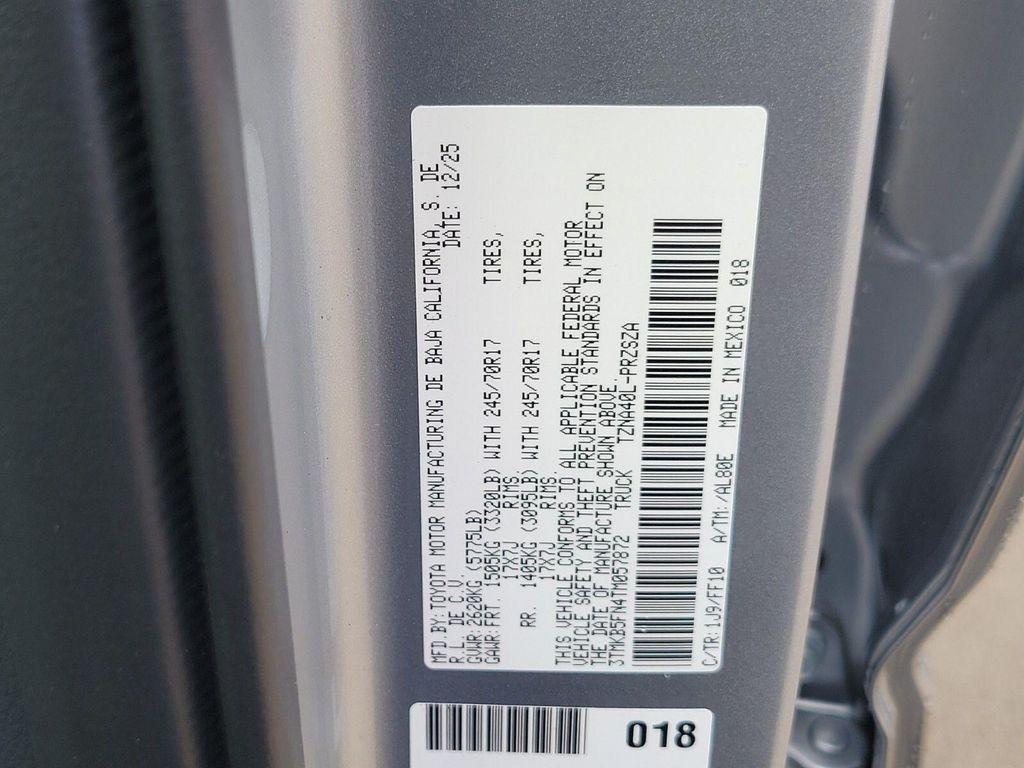 MFD.BY:TOYOTA MOTOR MANUFACTURING DE BAJA CALIFORNIA, S. DE
R.L. DE C.V. DATE: 12/25
GVWR:2620KG (5775LB)
GAWR:FRT. 1505KG (3320LB) WITH 245/70R17 TIRES,
17X7J RIMS.
RR. 1405KG (3095LB) WITH 245/70R17 TIRES,
17X7J RIMS.
THIS VEHICLE CONFORMS TO ALL APPLICABLE FEDERAL MOTOR
VEHICLE SAFETY AND THEFT PREVENTION STANDARDS IN EFFECT ON
THE DATE OF MANUFACTURE SHOWN ABOVE.
3TMKB5FN4TM057872 TRUCK TZNA40L-PRZSZA
C/TR:1J9/FF10 A/TM:/AL80E MADE IN MEXICO 018
018